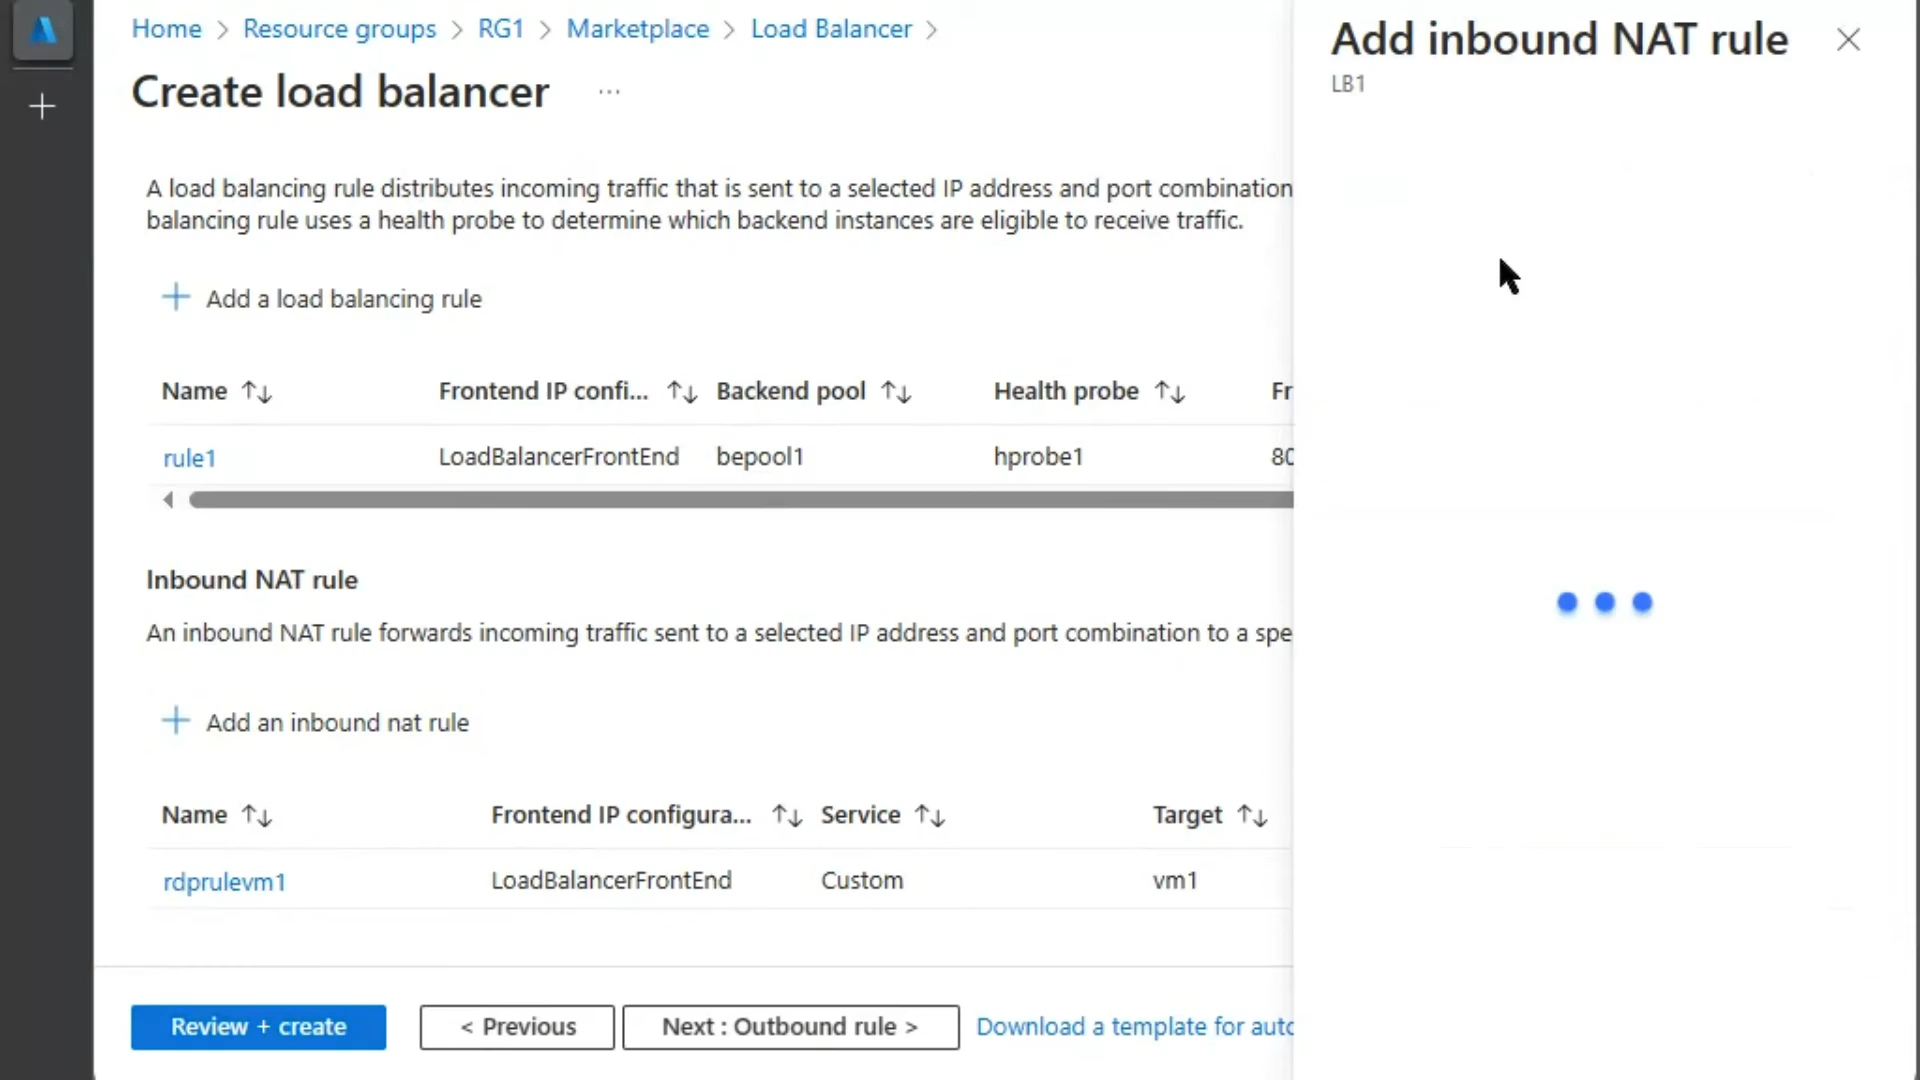 Home > Resource groups > RG1 > Marketplace > Load Balancer >
Create load balancer ...
A load balancing rule distributes incoming traffic that is sent to a selected IP address and port combination
balancing rule uses a health probe to determine which backend instances are eligible to receive traffic.
+ Add a load balancing rule
Name ↑↓ Frontend IP confi... ↑↓ Backend pool ↑↓ Health probe ↑↓ Fr
rule1 LoadBalancerFrontEnd bepool1 hprobe1 80
Inbound NAT rule
An inbound NAT rule forwards incoming traffic sent to a selected IP address and port combination to a spe
+ Add an inbound nat rule
Name ↑↓ Frontend IP configura... ↑↓ Service ↑↓ Target ↑↓
rdprulevm1 LoadBalancerFrontEnd Custom vm1
Review + create
< Previous
Next : Outbound rule >
Download a template for auto
Add inbound NAT rule
LB1